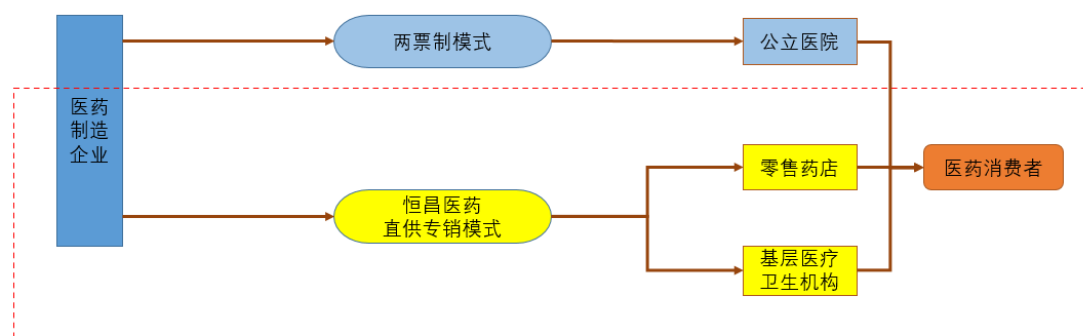 两票制模式
公立医院
医药
制造
企业
零售药店
医药消费者
恒昌医药
直供专销模式
基层医疗
卫生机构